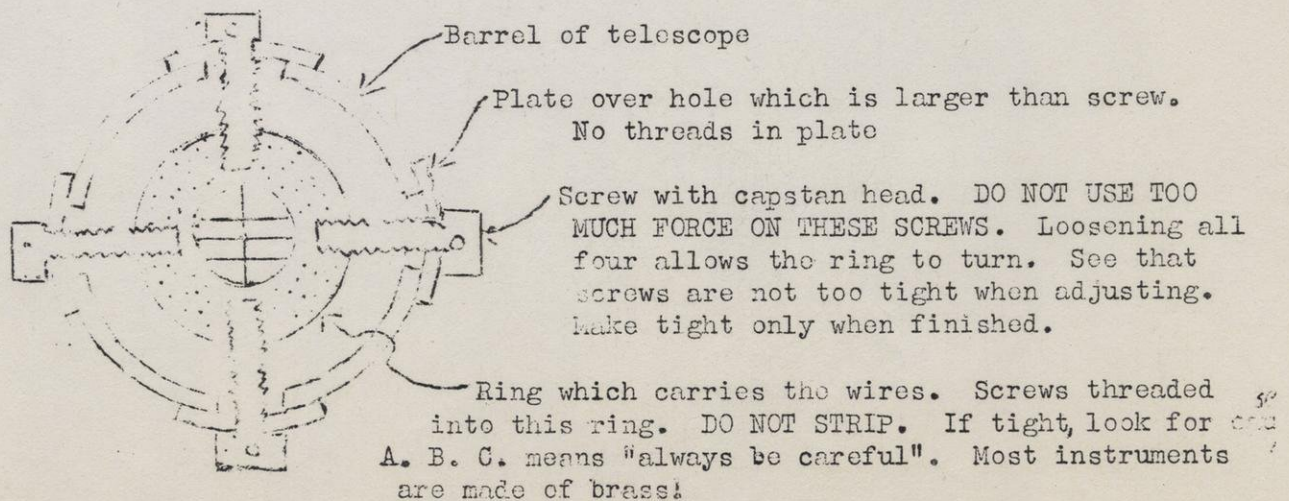 Barrel of telescope
Plate over hole which is larger than screw.
No threads in plate
Screw with capstan head. DO NOT USE TOO
MUCH FORCE ON THESE SCREWS. Loosening all
four allows the ring to turn. See that
screws are not too tight when adjusting.
Make tight only when finished.
Ring which carries the wires. Screws threaded
into this ring. DO NOT STRIP. If tight, look for
A. B. C. means "always be careful". Most instruments
are made of brass!